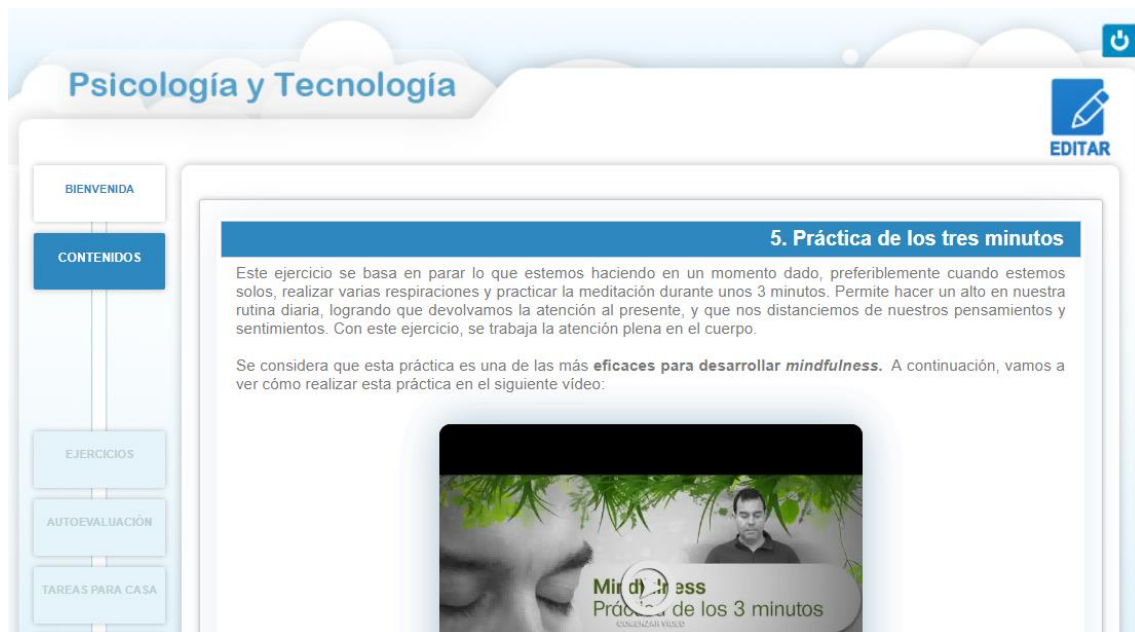 Psicología y Tecnología
EDITAR
BIENVENIDA
CONTENIDOS
EJERCICIOS
AUTOEVALUACIÓN
TAREAS PARA CASA
5. Práctica de los tres minutos
Este ejercicio se basa en parar lo que estemos haciendo en un momento dado, preferiblemente cuando estemos
solos, realizar varias respiraciones y practicar la meditación durante unos 3 minutos. Permite hacer un alto en nuestra
rutina diaria, logrando que devolvamos la atención al presente, y que nos distanciemos de nuestros pensamientos y
sentimientos. Con este ejercicio, se trabaja la atención plena en el cuerpo.
Se considera que esta práctica es una de las más eficaces para desarrollar mindfulness. A continuación, vamos a
ver cómo realizar esta práctica en el siguiente vídeo:
Mindfulness
Práctica de los 3 minutos
COMENZAR VÍDEO